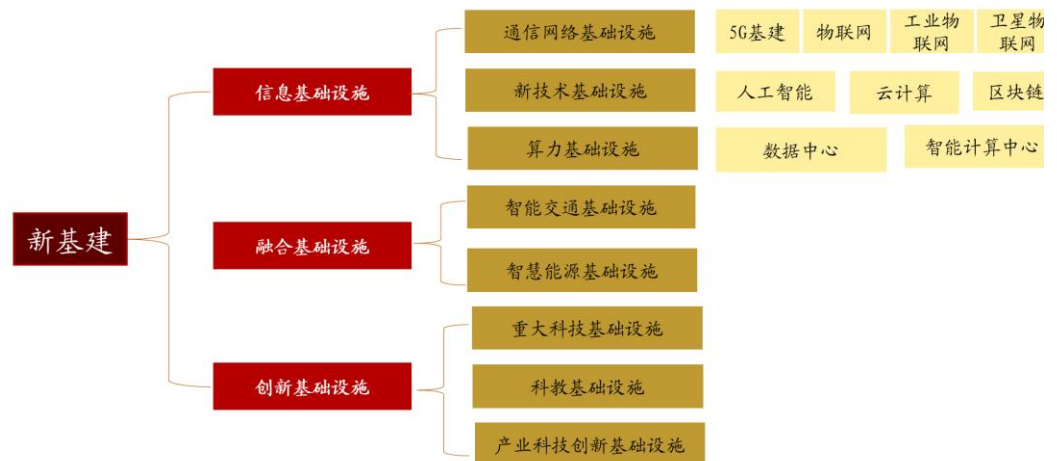 新基建
信息基础设施
通信网络基础设施
5G基建
物联网
工业物
联网
卫星物
联网
新技术基础设施
人工智能
云计算
区块链
算力基础设施
数据中心
智能计算中心
融合基础设施
智能交通基础设施
智慧能源基础设施
创新基础设施
重大科技基础设施
科教基础设施
产业科技创新基础设施